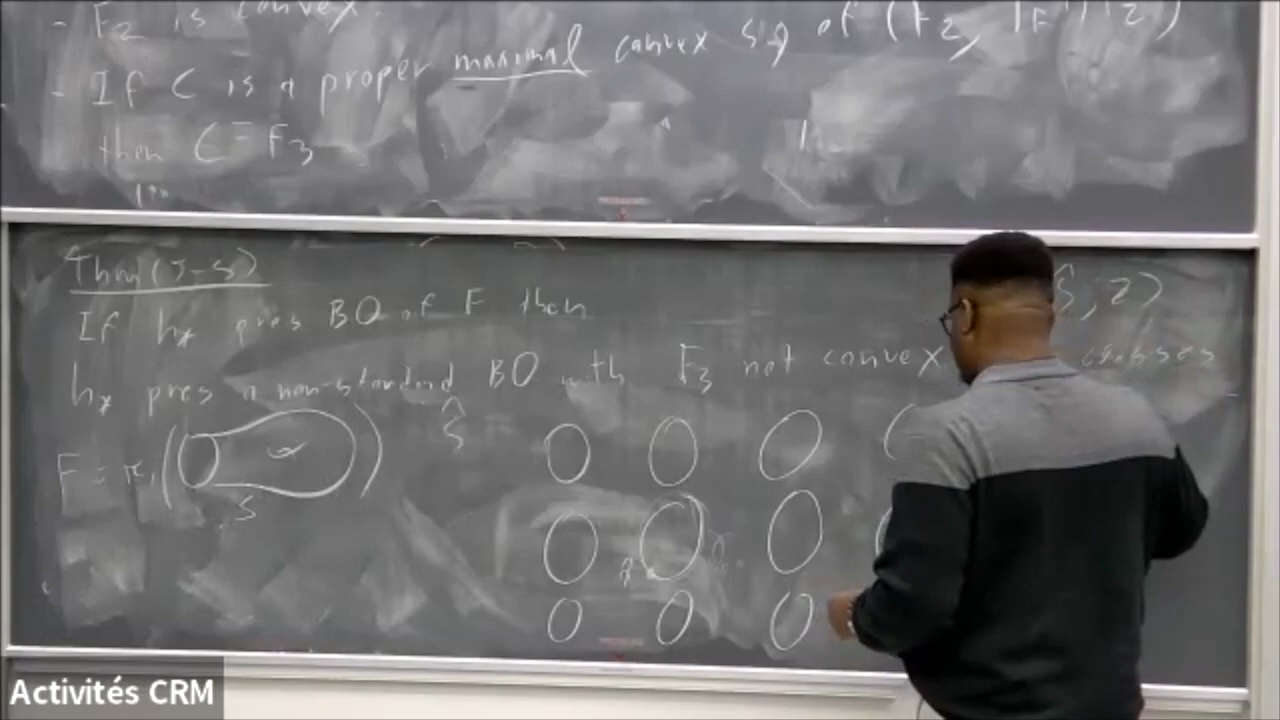 - F₂ is convex.
- If C is a proper maximal convex sg of (F₂,
then C = F₃
Thm (J-S)
If h* pres BO of F then
h* pres a non-standard BO with F₃ not convex
F = π₁( )
S
Ŝ
Ŝ, Z)
classes
Activités CRM